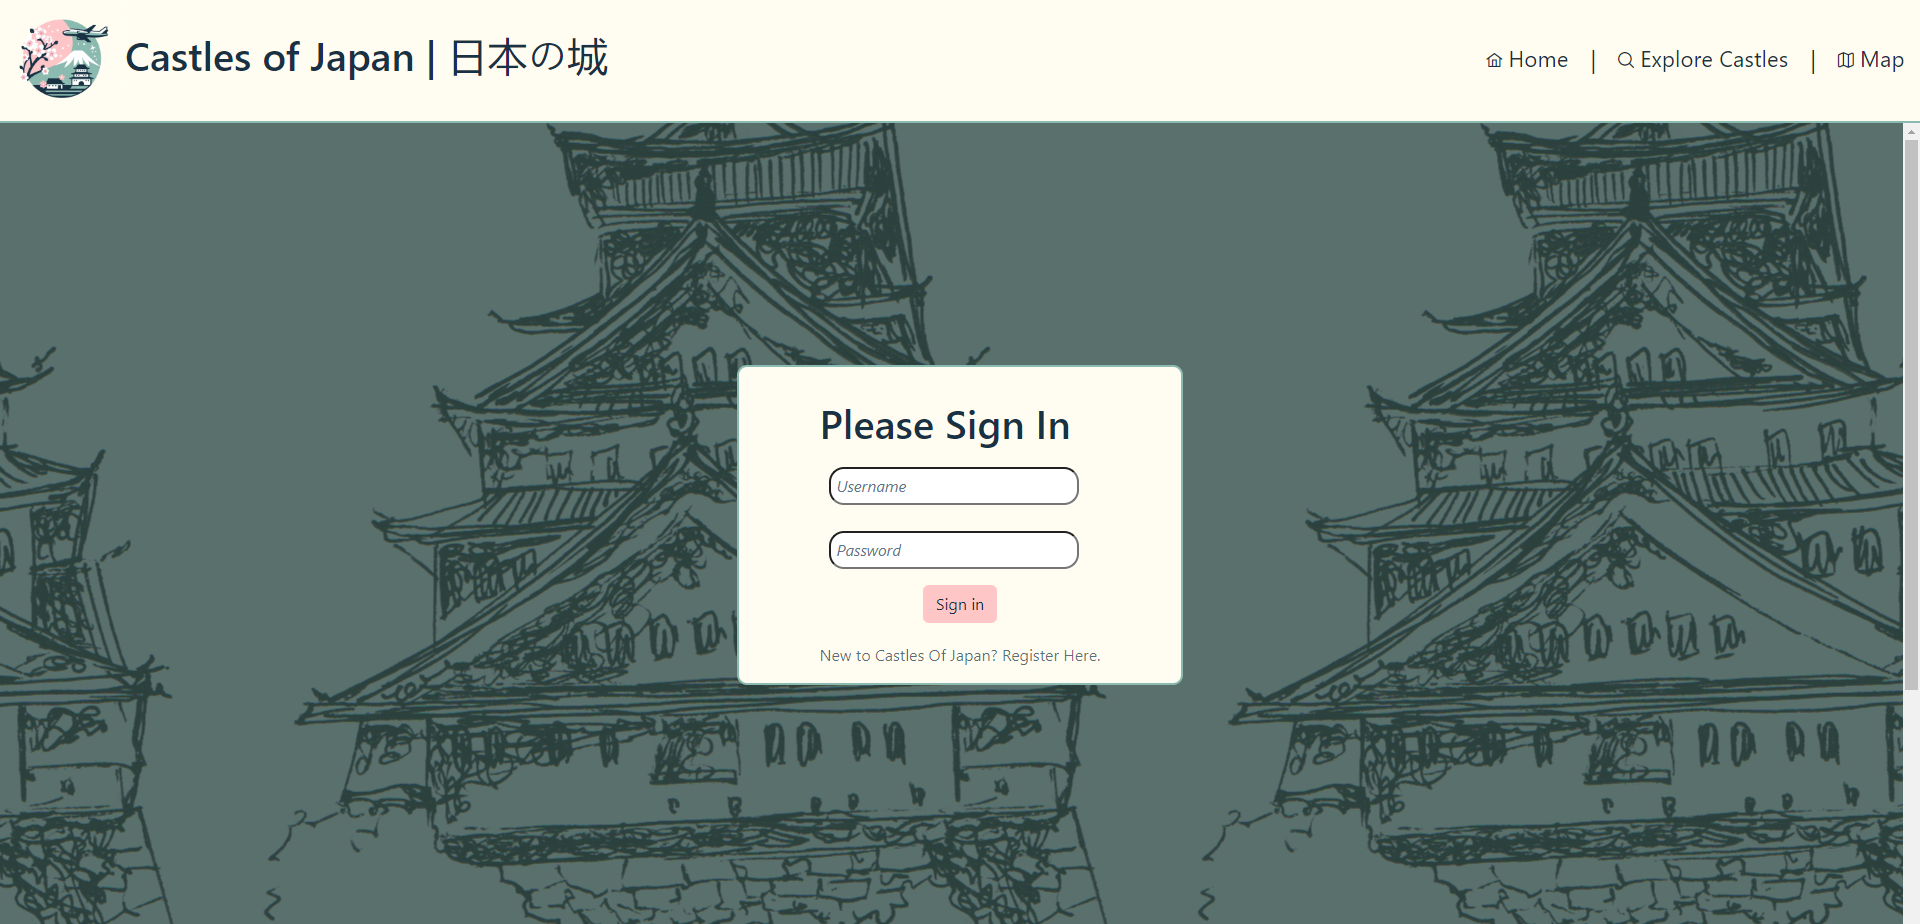 Castles of Japan | 日本の城
Home | Explore Castles | Map
Please Sign In
Username
Password
Sign in
New to Castles Of Japan? Register Here.